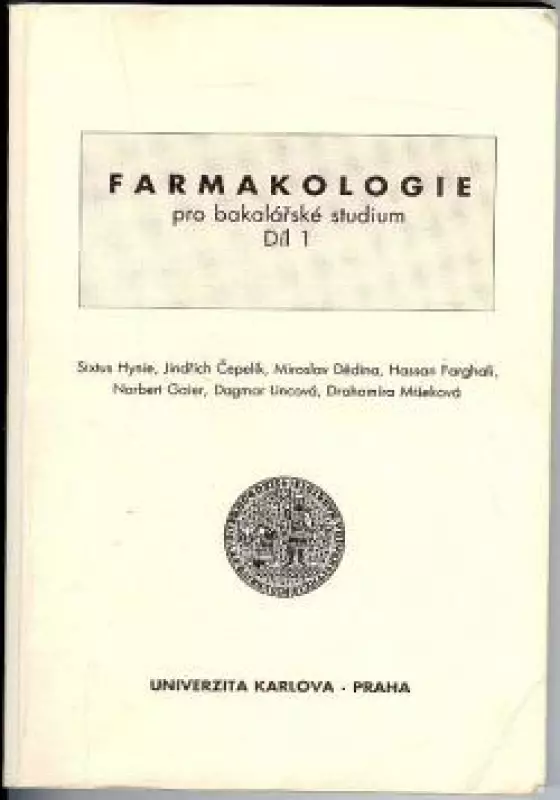 FARMAKOLOGIE
pro bakalářské studium
Díl 1
Sixtus Hynie, Jindřich Čepelík, Miroslav Dědina, Hassan Farghali,
Norbert Gaier, Dagmar Lincová, Drahomíra
UNIVERZITA KARLOVA - PRAHA